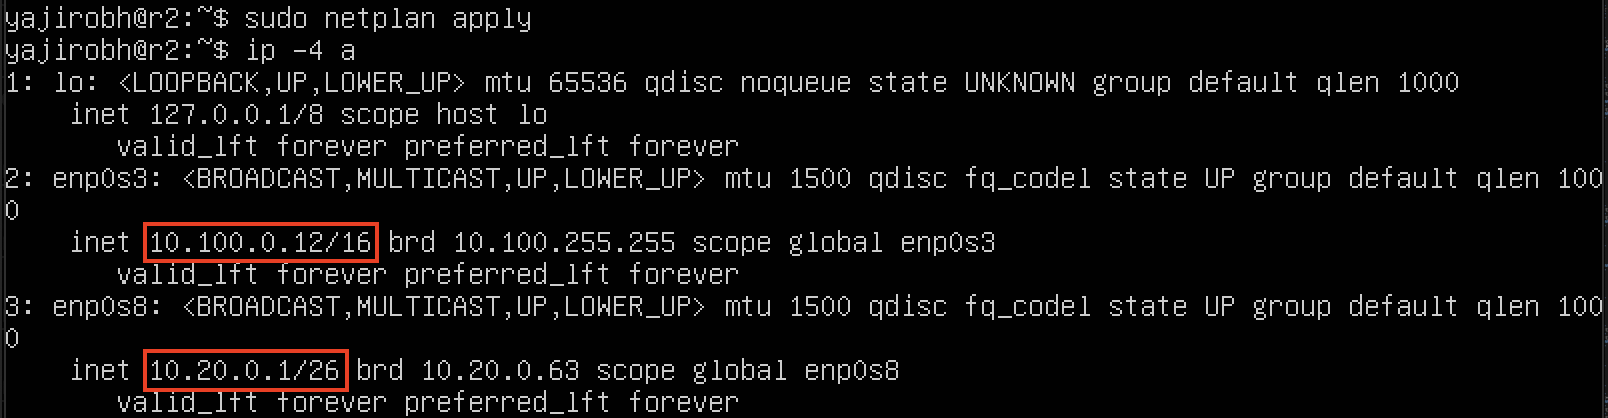 yajirobh@r2:~$ sudo netplan apply
yajirobh@r2:~$ ip -4 a
1: lo: <LOOPBACK,UP,LOWER_UP> mtu 65536 qdisc noqueue state UNKNOWN group default qlen 1000
    inet 127.0.0.1/8 scope host lo
       valid_lft forever preferred_lft forever
2: enp0s3: <BROADCAST,MULTICAST,UP,LOWER_UP> mtu 1500 qdisc fq_codel state UP group default qlen 100
0
    inet 10.100.0.12/16 brd 10.100.255.255 scope global enp0s3
       valid_lft forever preferred_lft forever
3: enp0s8: <BROADCAST,MULTICAST,UP,LOWER_UP> mtu 1500 qdisc fq_codel state UP group default qlen 100
0
    inet 10.20.0.1/26 brd 10.20.0.63 scope global enp0s8
       valid_lft forever preferred_lft forever